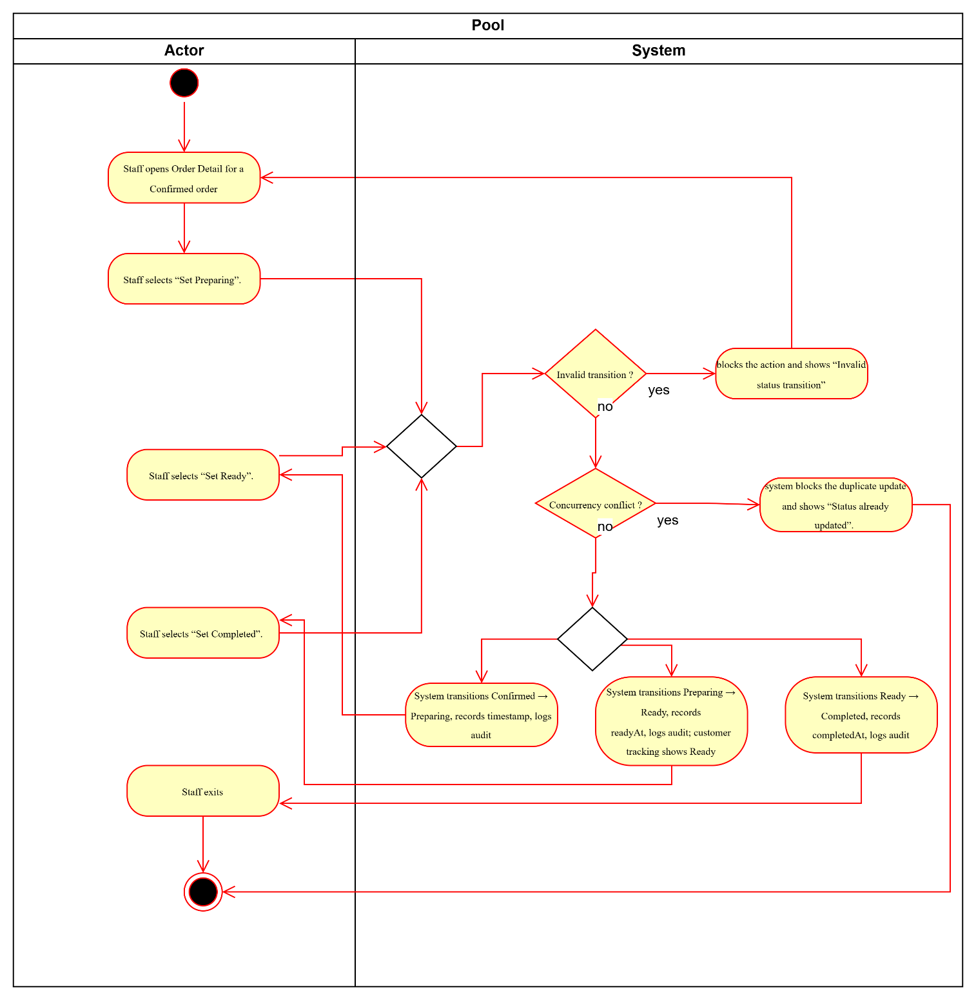 Pool
Actor
System
Staff opens Order Detail for a
Confirmed order
Staff selects “Set Preparing”.
Invalid transition ?
yes
no
blocks the action and shows “Invalid
status transition”
Staff selects “Set Ready”.
Concurrency conflict ?
yes
no
system blocks the duplicate update
and shows “Status already
updated”.
Staff selects “Set Completed”.
System transitions Confirmed →
Preparing, records timestamp, logs
audit
System transitions Preparing →
Ready, records
readyAt, logs audit; customer
tracking shows Ready
System transitions Ready →
Completed, records
completedAt, logs audit
Staff exits